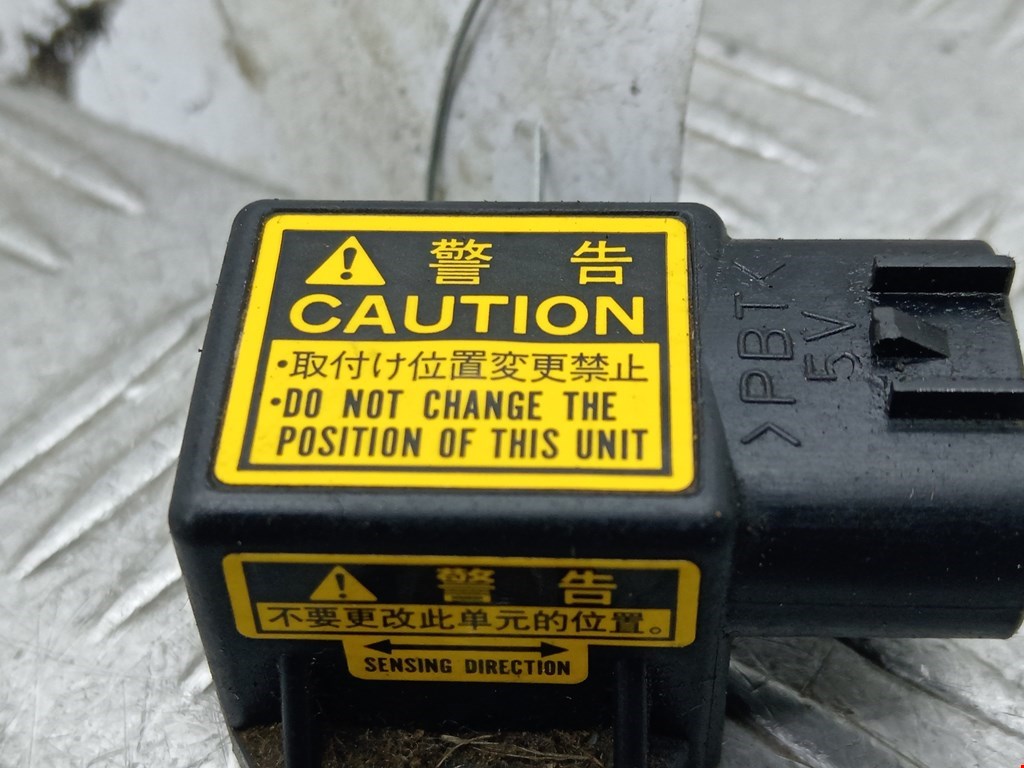 警告
CAUTION
・取付け位置変更禁止
・DO NOT CHANGE THE
POSITION OF THIS UNIT
警告
不要更改此单元的位置。
SENSING DIRECTION
>PBT<
5V